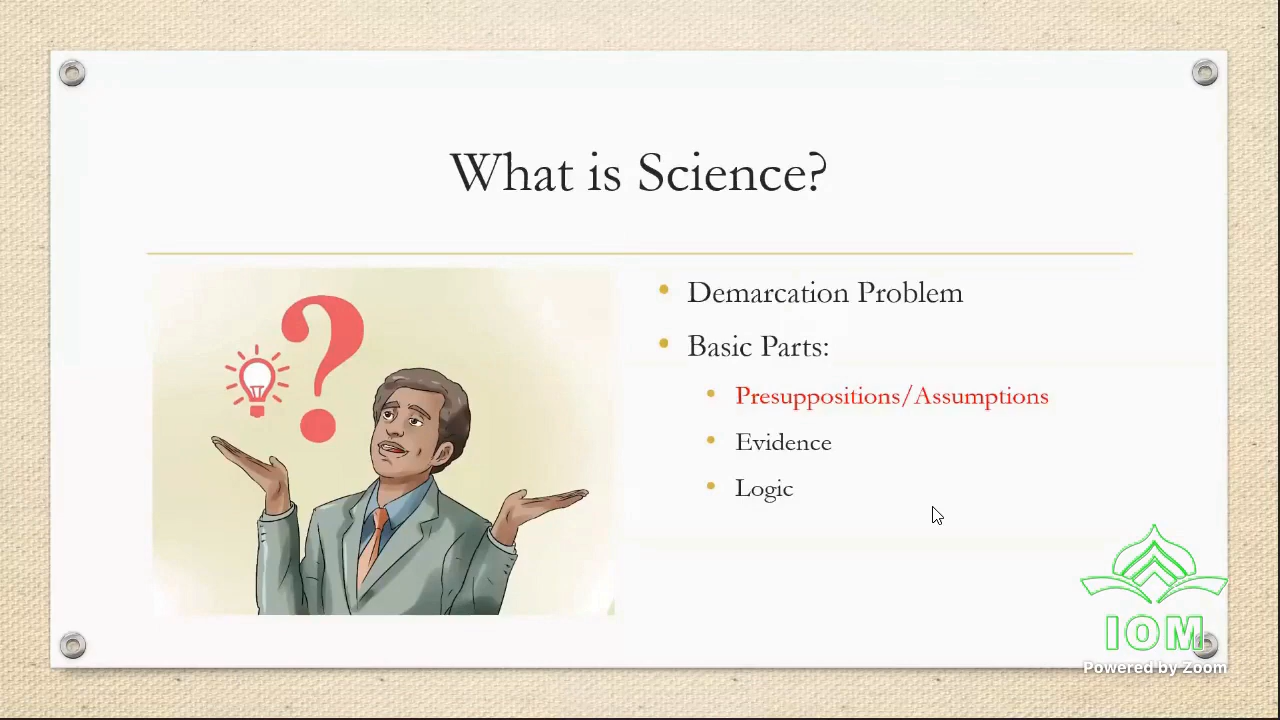 What is Science?
Demarcation Problem
Basic Parts:
Presuppositions/Assumptions
Evidence
Logic
IOM
Powered by Zoom